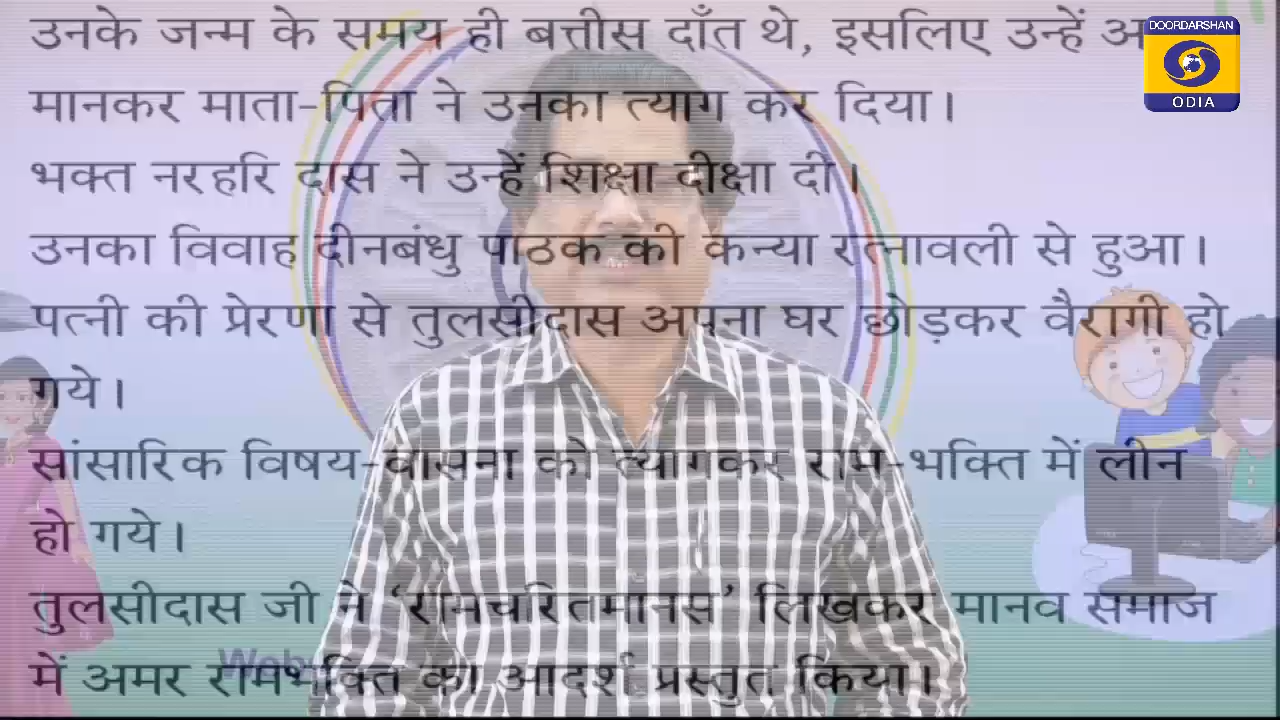 उनके जन्म के समय ही बत्तीस दाँत थे, इसलिए उन्हें
मानकर माता-पिता ने उनका त्याग कर दिया।
भक्त नरहरि दास ने उन्हें शिक्षा दीक्षा दी।
उनका विवाह दीनबंधु पाठक की कन्या रत्नावली से हुआ।
पत्नी की प्रेरणा से तुलसीदास अपना घर छोड़कर वैरागी हो
गये।
सांसारिक विषय-वासना को त्यागकर राम-भक्ति में लीन
हो गये।
तुलसीदास जी ने ‘रामचरितमानस’ लिखकर मानव समाज
में अमर रामभक्ति का आदर्श प्रस्तुत किया।
DOORDARSHAN
ODIA